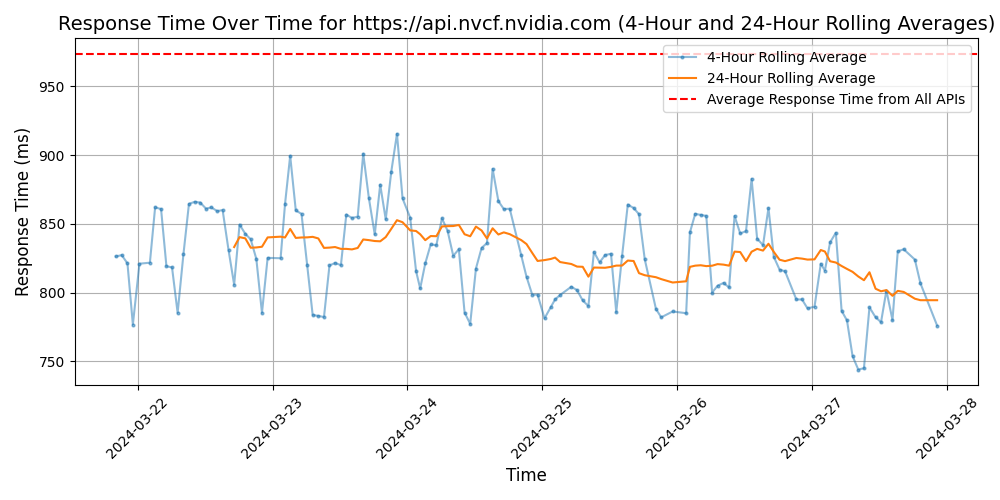 Response Time Over Time for https://api.nvcf.nvidia.com (4-Hour and 24-Hour Rolling Averages)
4-Hour Rolling Average
24-Hour Rolling Average
Average Response Time from All APIs
Response Time (ms)
950
900
850
800
750
2024-03-22
2024-03-23
2024-03-24
2024-03-25
2024-03-26
2024-03-27
2024-03-28
Time